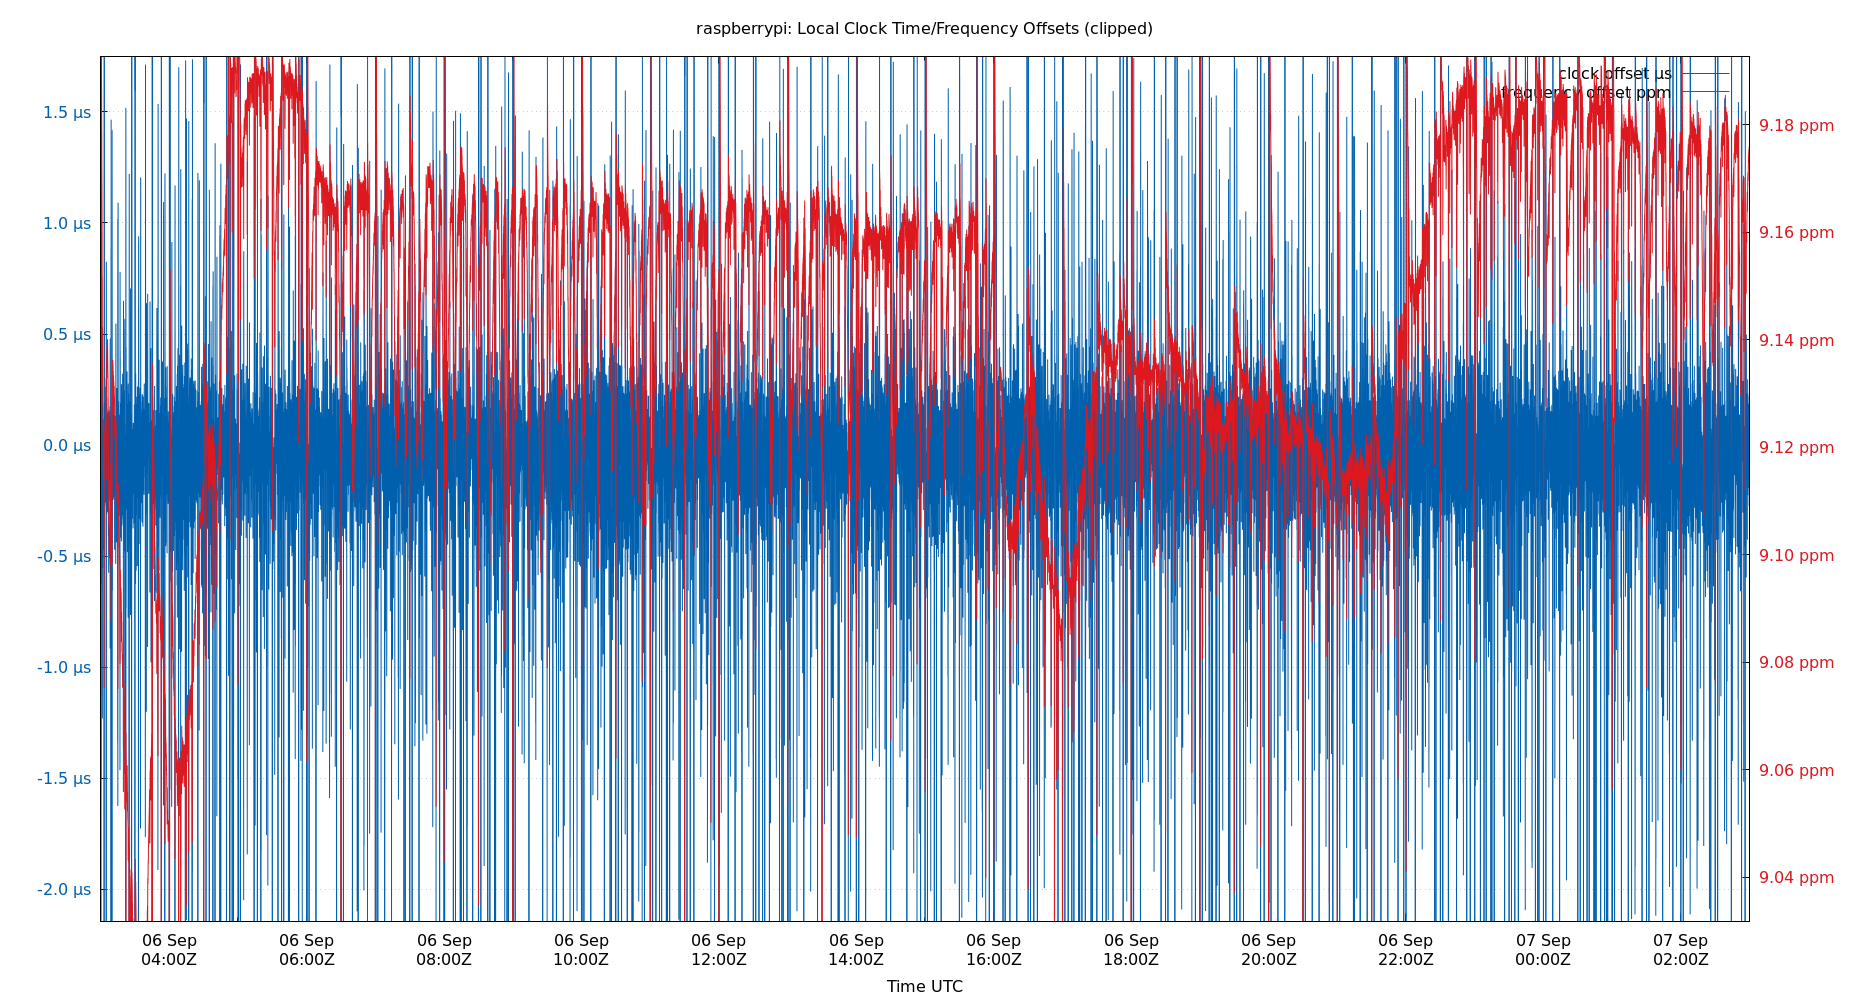 raspberrypi: Local Clock Time/Frequency Offsets (clipped)
clock offset µs
frequency offset ppm
1.5 µs
1.0 µs
0.5 µs
0.0 µs
-0.5 µs
-1.0 µs
-1.5 µs
-2.0 µs
9.18 ppm
9.16 ppm
9.14 ppm
9.12 ppm
9.10 ppm
9.08 ppm
9.06 ppm
9.04 ppm
06 Sep 06 Sep 06 Sep 06 Sep 06 Sep 06 Sep 06 Sep 06 Sep 06 Sep 06 Sep 07 Sep 07 Sep
04:00Z 06:00Z 08:00Z 10:00Z 12:00Z 14:00Z 16:00Z 18:00Z 20:00Z 22:00Z 00:00Z 02:00Z
Time UTC